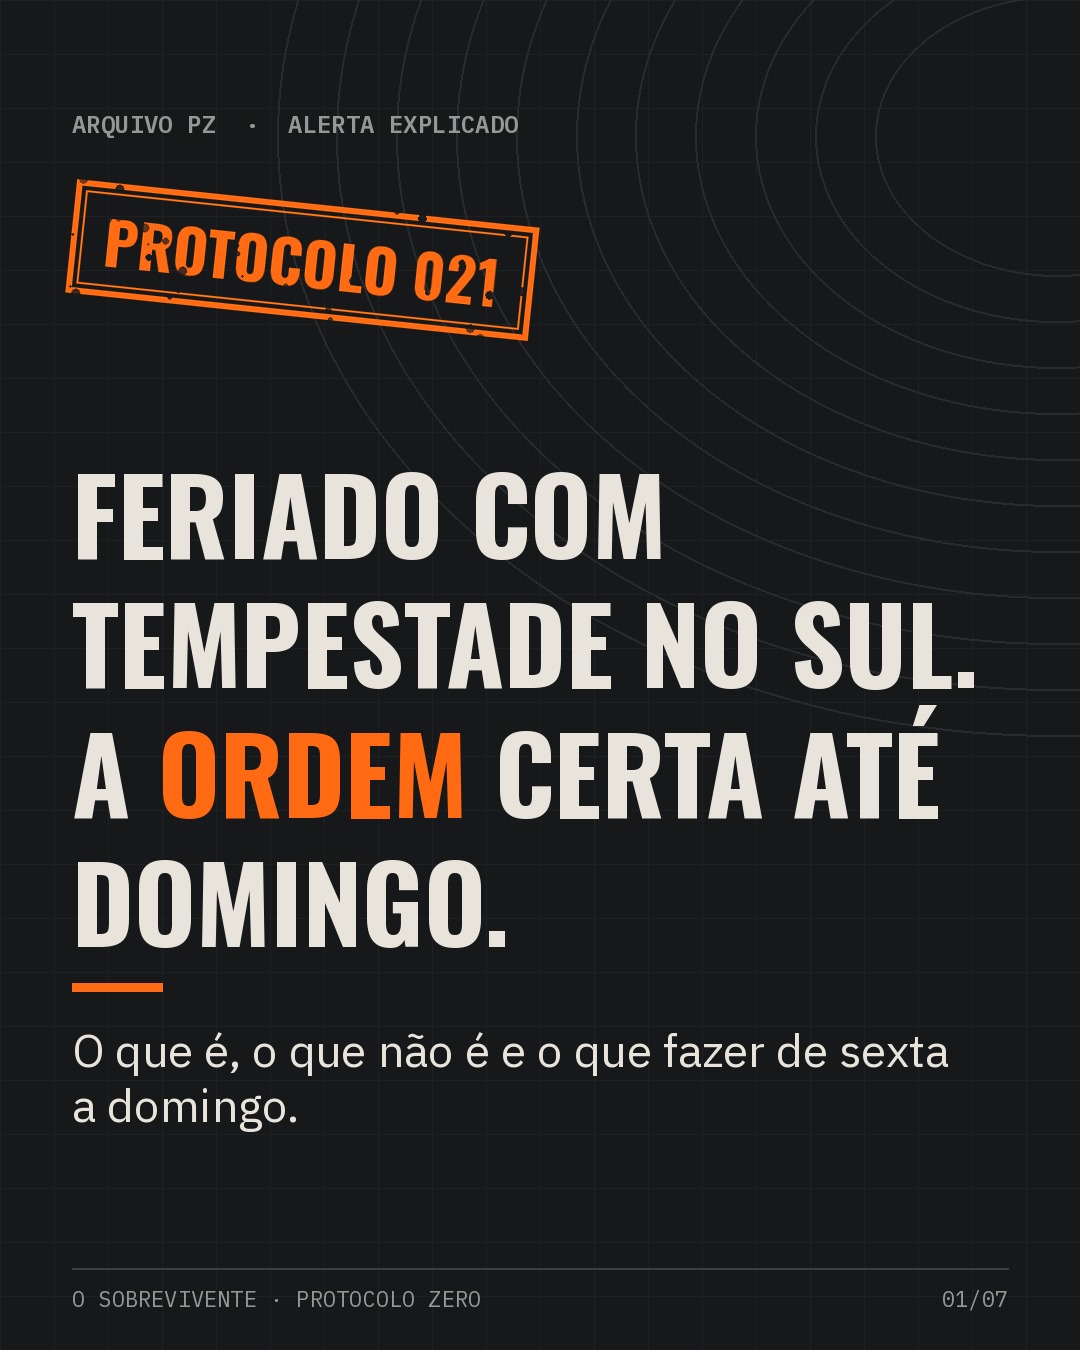 ARQUIVO PZ · ALERTA EXPLICADO
PROTOCOLO 021
FERIADO COM
TEMPESTADE NO SUL.
A ORDEM CERTA ATÉ
DOMINGO.
O que é, o que não é e o que fazer de sexta
a domingo.
O SOBREVIVENTE · PROTOCOLO ZERO
01/07